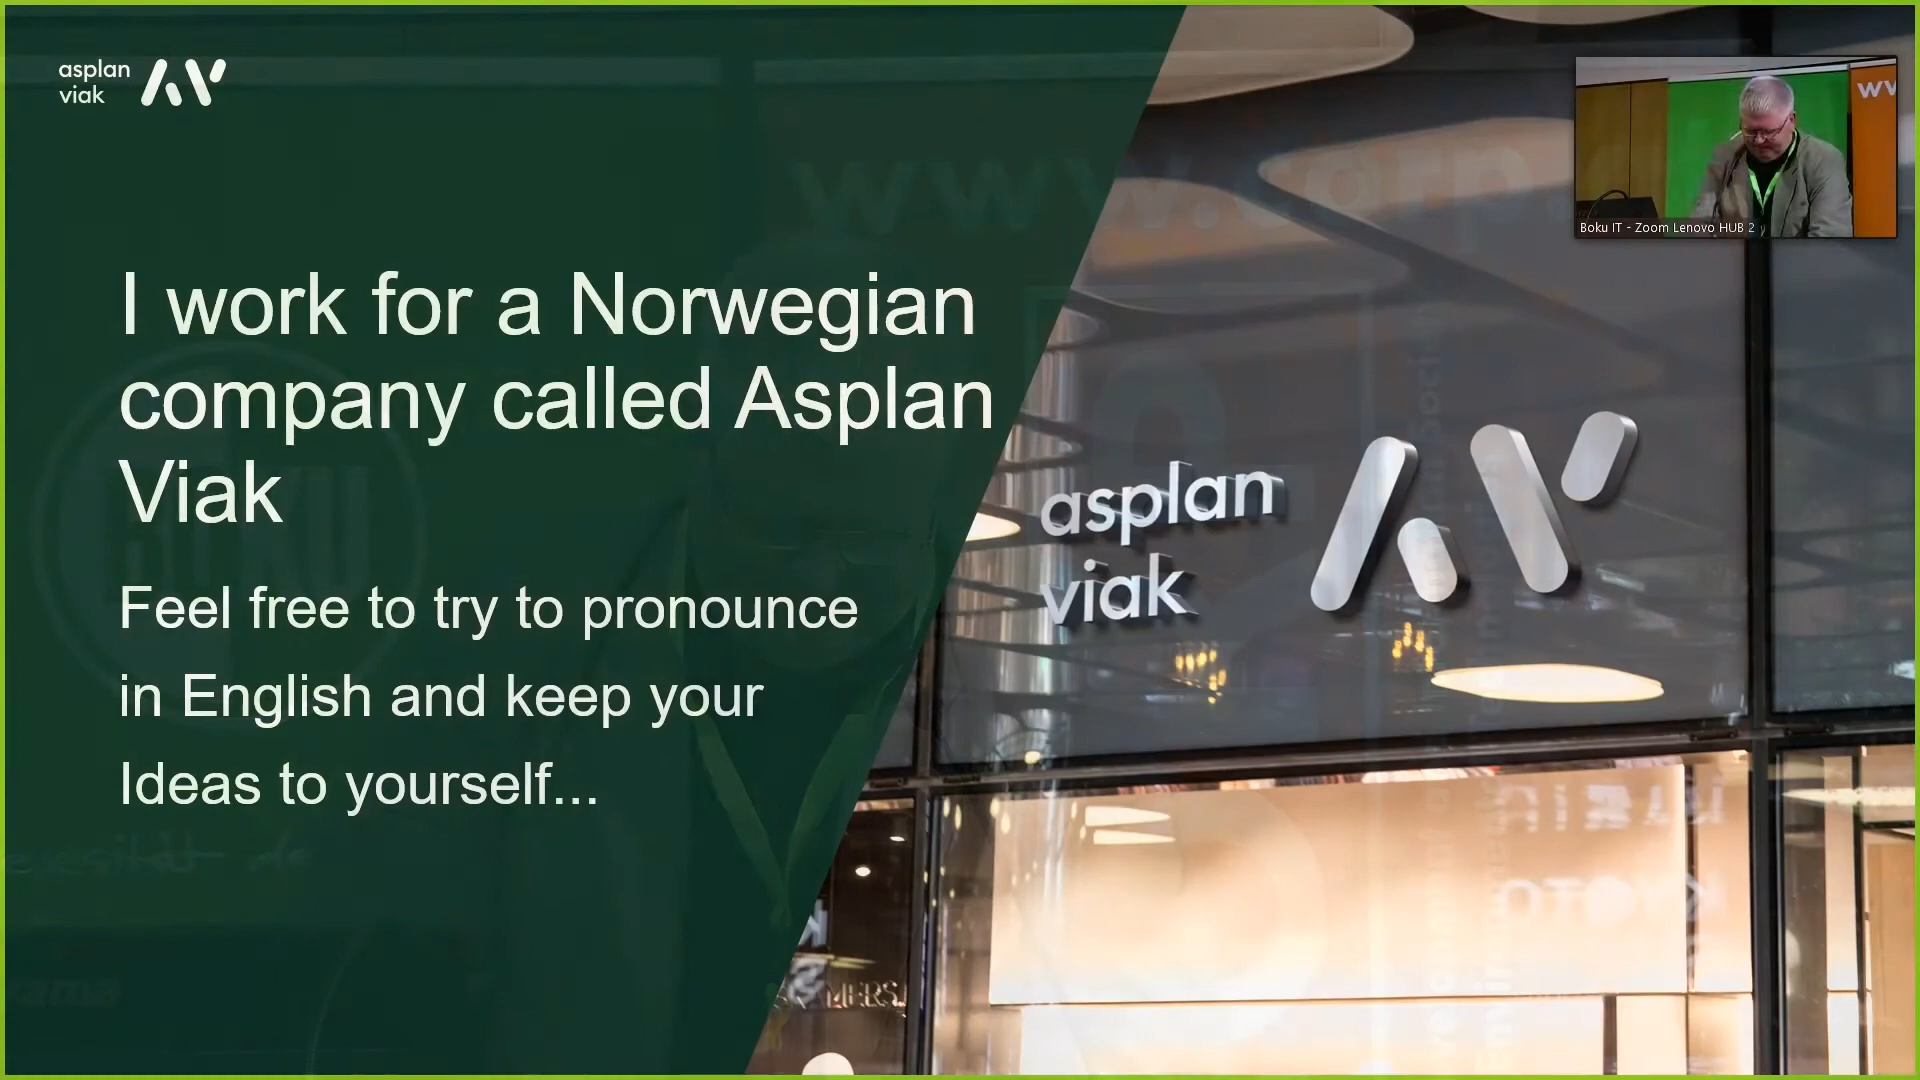 asplan
viak
Boku IT - Zoom Lenovo HUB 2
I work for a Norwegian
company called Asplan
Viak
Feel free to try to pronounce
in English and keep your
Ideas to yourself...
asplan
viak